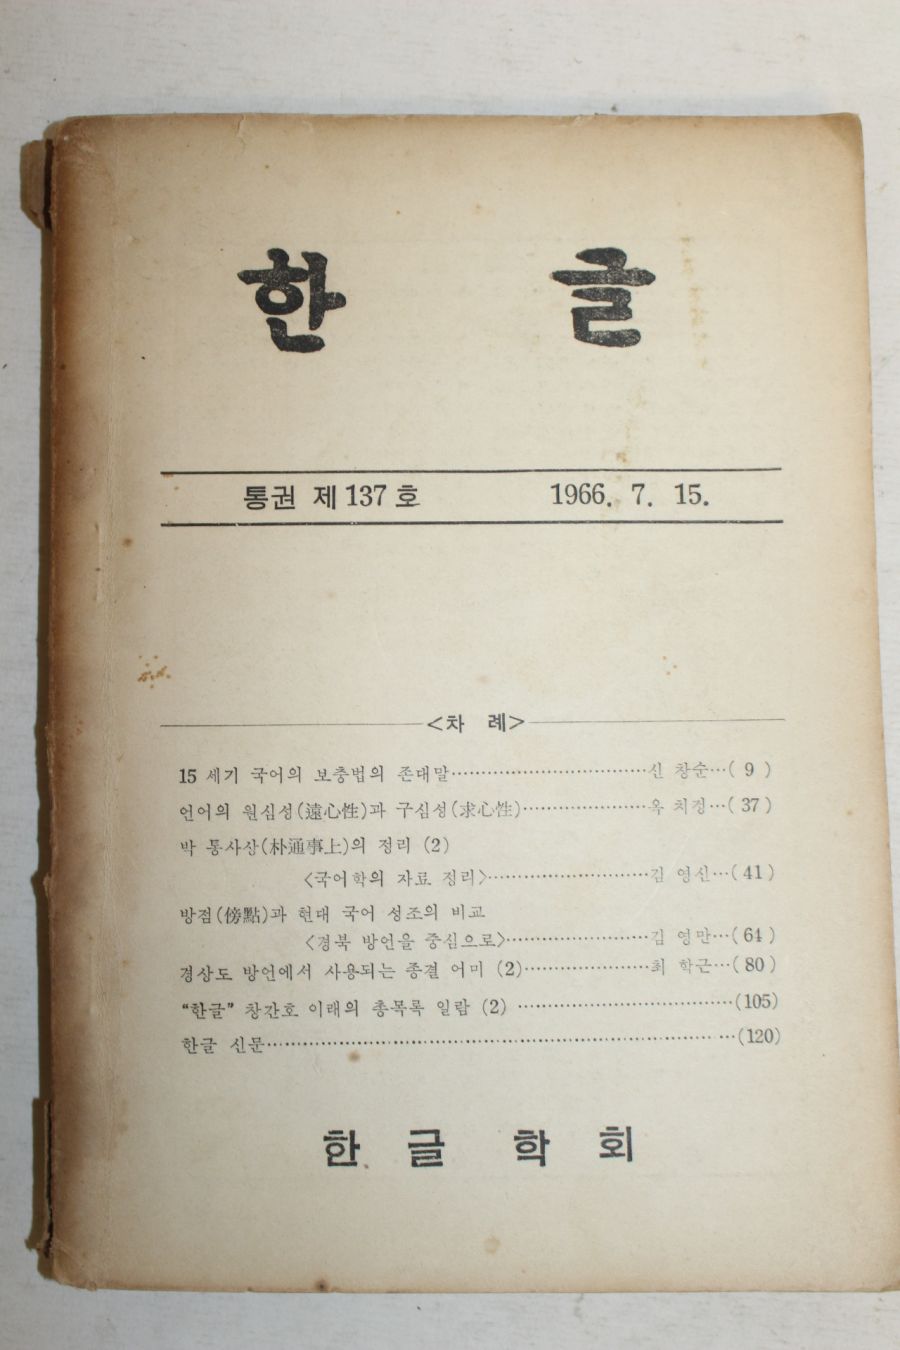 한 글
통권 제 137 호 1966. 7. 15.
<차 례>
15 세기 국어의 보충법의 존대말……………………………신 창순…( 9 )
언어의 원심성(遠心性)과 구심성(求心性)…………………옥 치정…( 37 )
박 통사상(朴通事上)의 정리 (2)
<국어학의 자료 정리>………………………김 영신…( 41 )
방점(傍點)과 현대 국어 성조의 비교
<경북 방언을 중심으로>……………………김 영만…( 64 )
경상도 방언에서 사용되는 종결 어미 (2)…………………최 학근…( 80 )
“한글” 창간호 이래의 총목록 일람 (2) ………………………………(105)
한글 신문……………………………………………………………………(120)
한 글 학 회